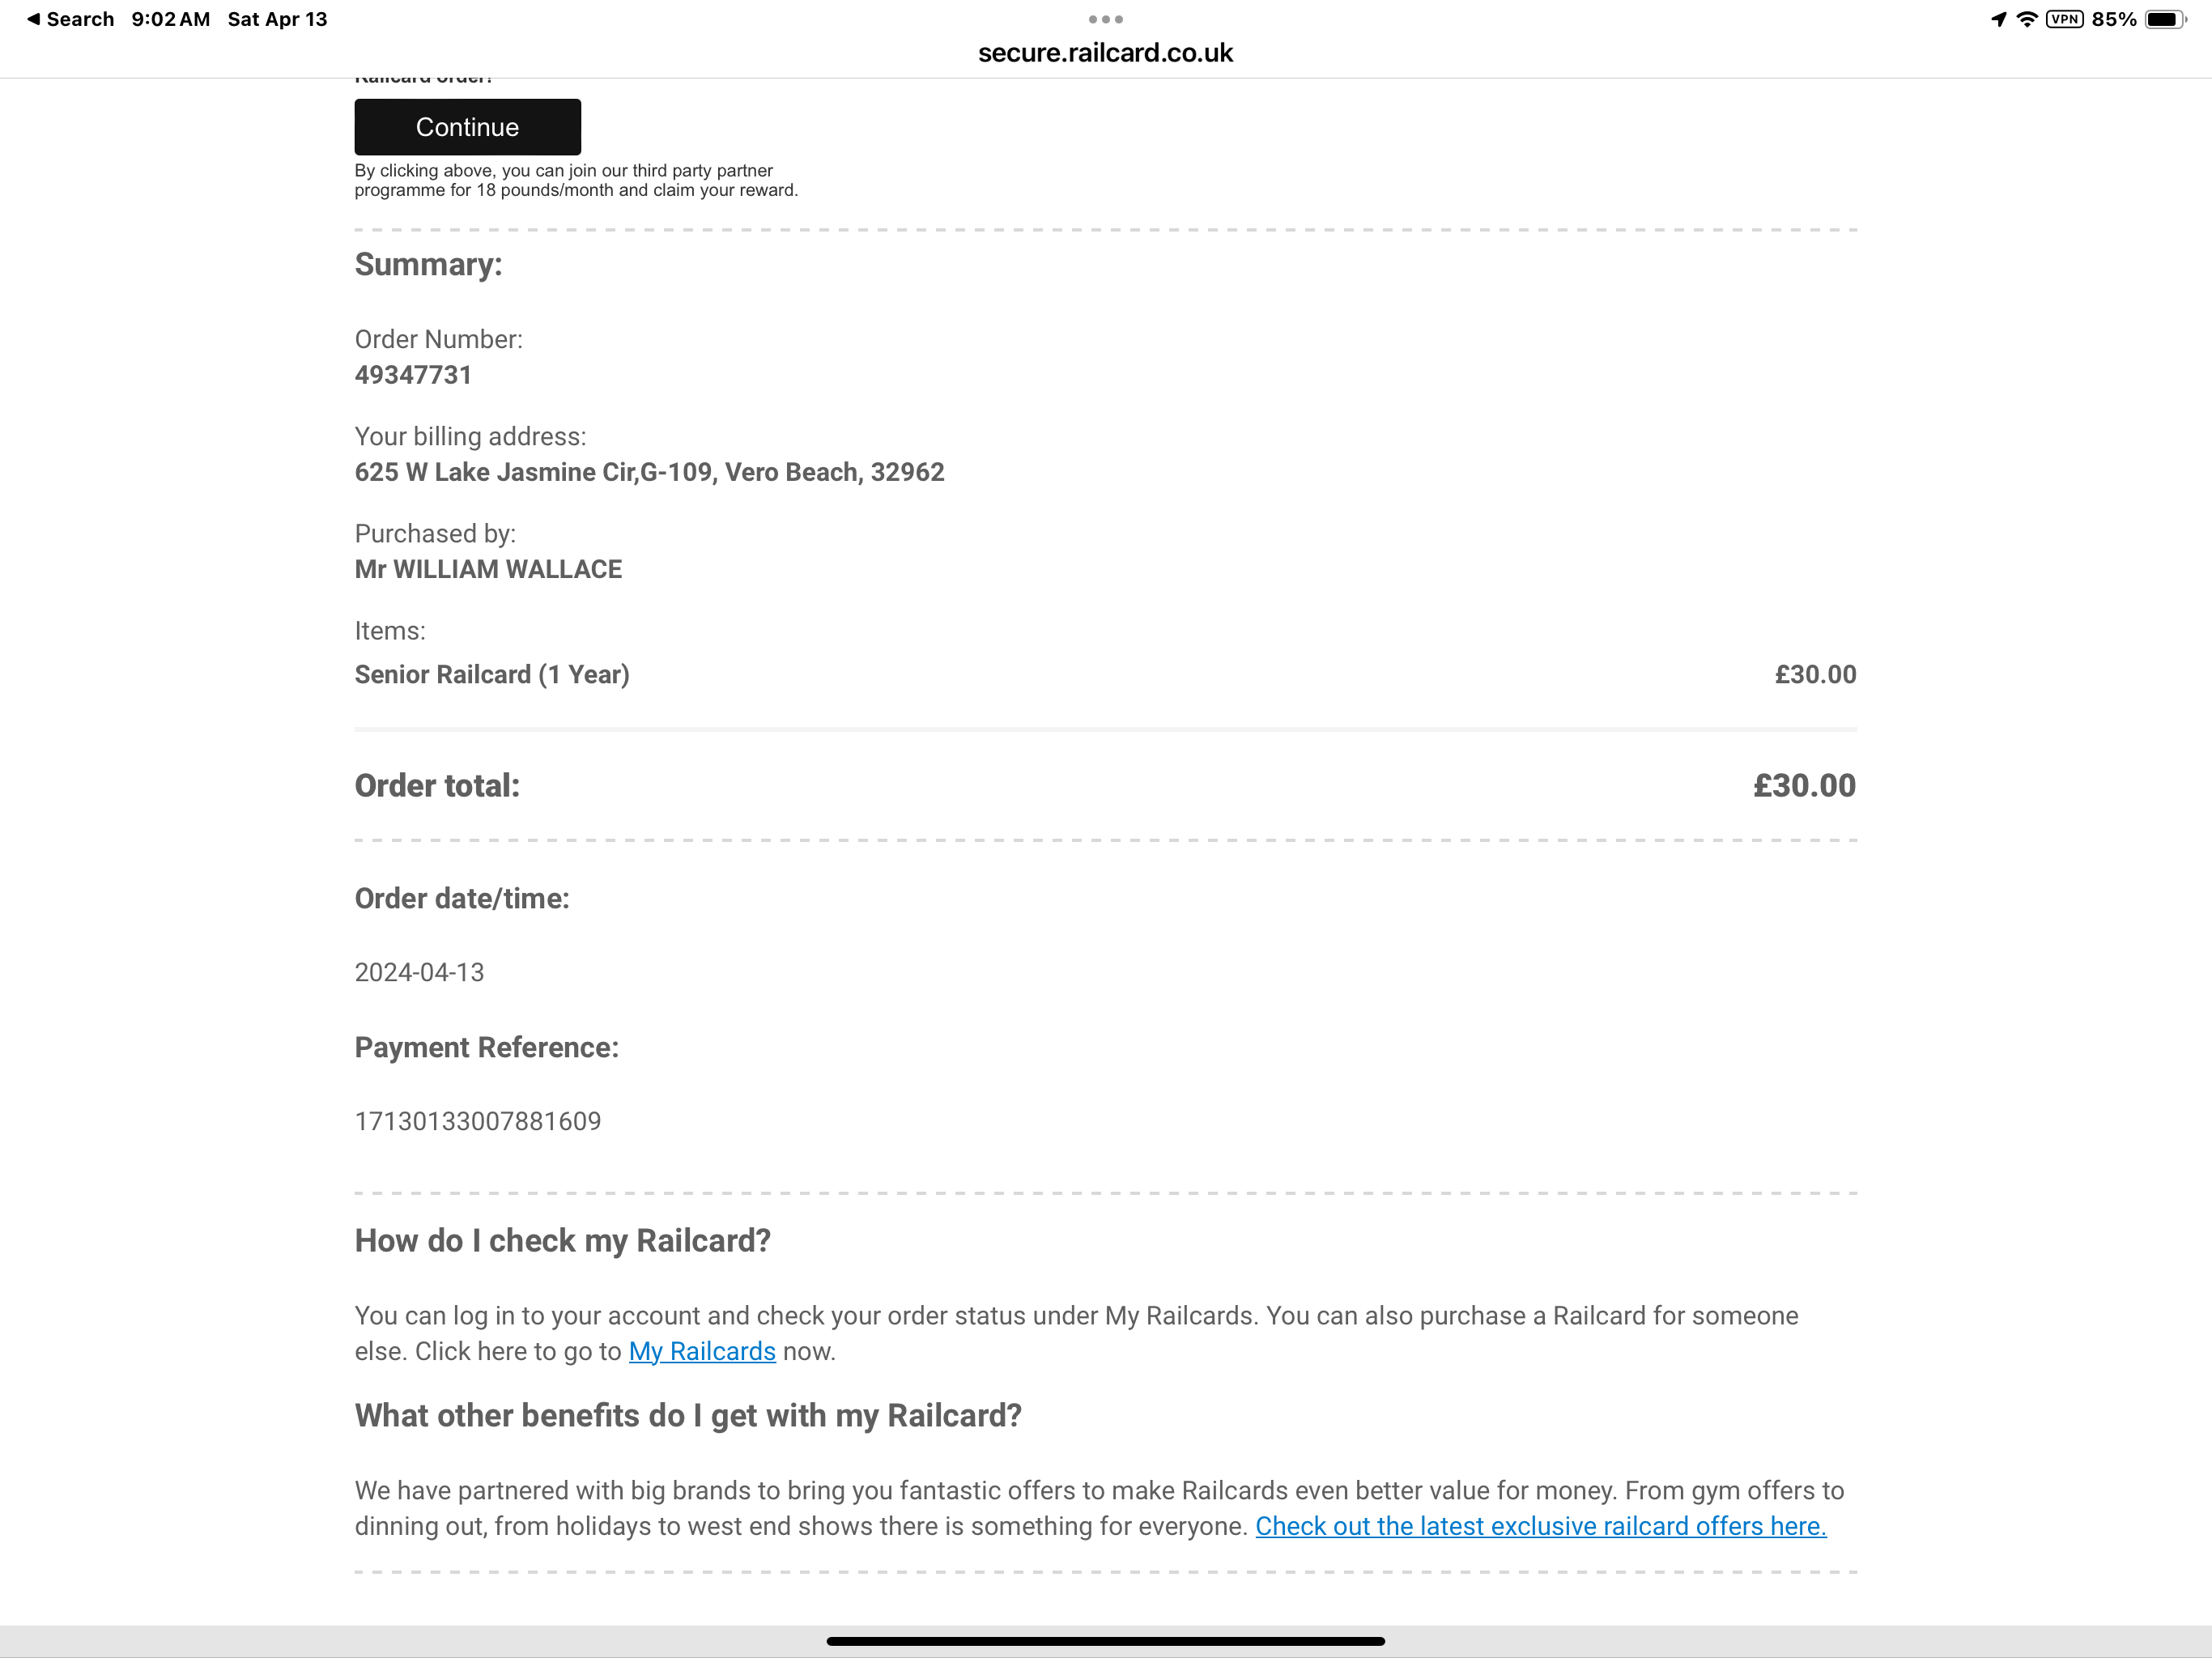 ◀ Search 9:02 AM Sat Apr 13
VPN 85%
secure.railcard.co.uk
Railcard order!
Continue
By clicking above, you can join our third party partner
programme for 18 pounds/month and claim your reward.
Summary:
Order Number:
49347731
Your billing address:
625 W Lake Jasmine Cir,G-109, Vero Beach, 32962
Purchased by:
Mr WILLIAM WALLACE
Items:
Senior Railcard (1 Year) £30.00
Order total: £30.00
Order date/time:
2024-04-13
Payment Reference:
17130133007881609
How do I check my Railcard?
You can log in to your account and check your order status under My Railcards. You can also purchase a Railcard for someone
else. Click here to go to My Railcards now.
What other benefits do I get with my Railcard?
We have partnered with big brands to bring you fantastic offers to make Railcards even better value for money. From gym offers to
dinning out, from holidays to west end shows there is something for everyone. Check out the latest exclusive railcard offers here.